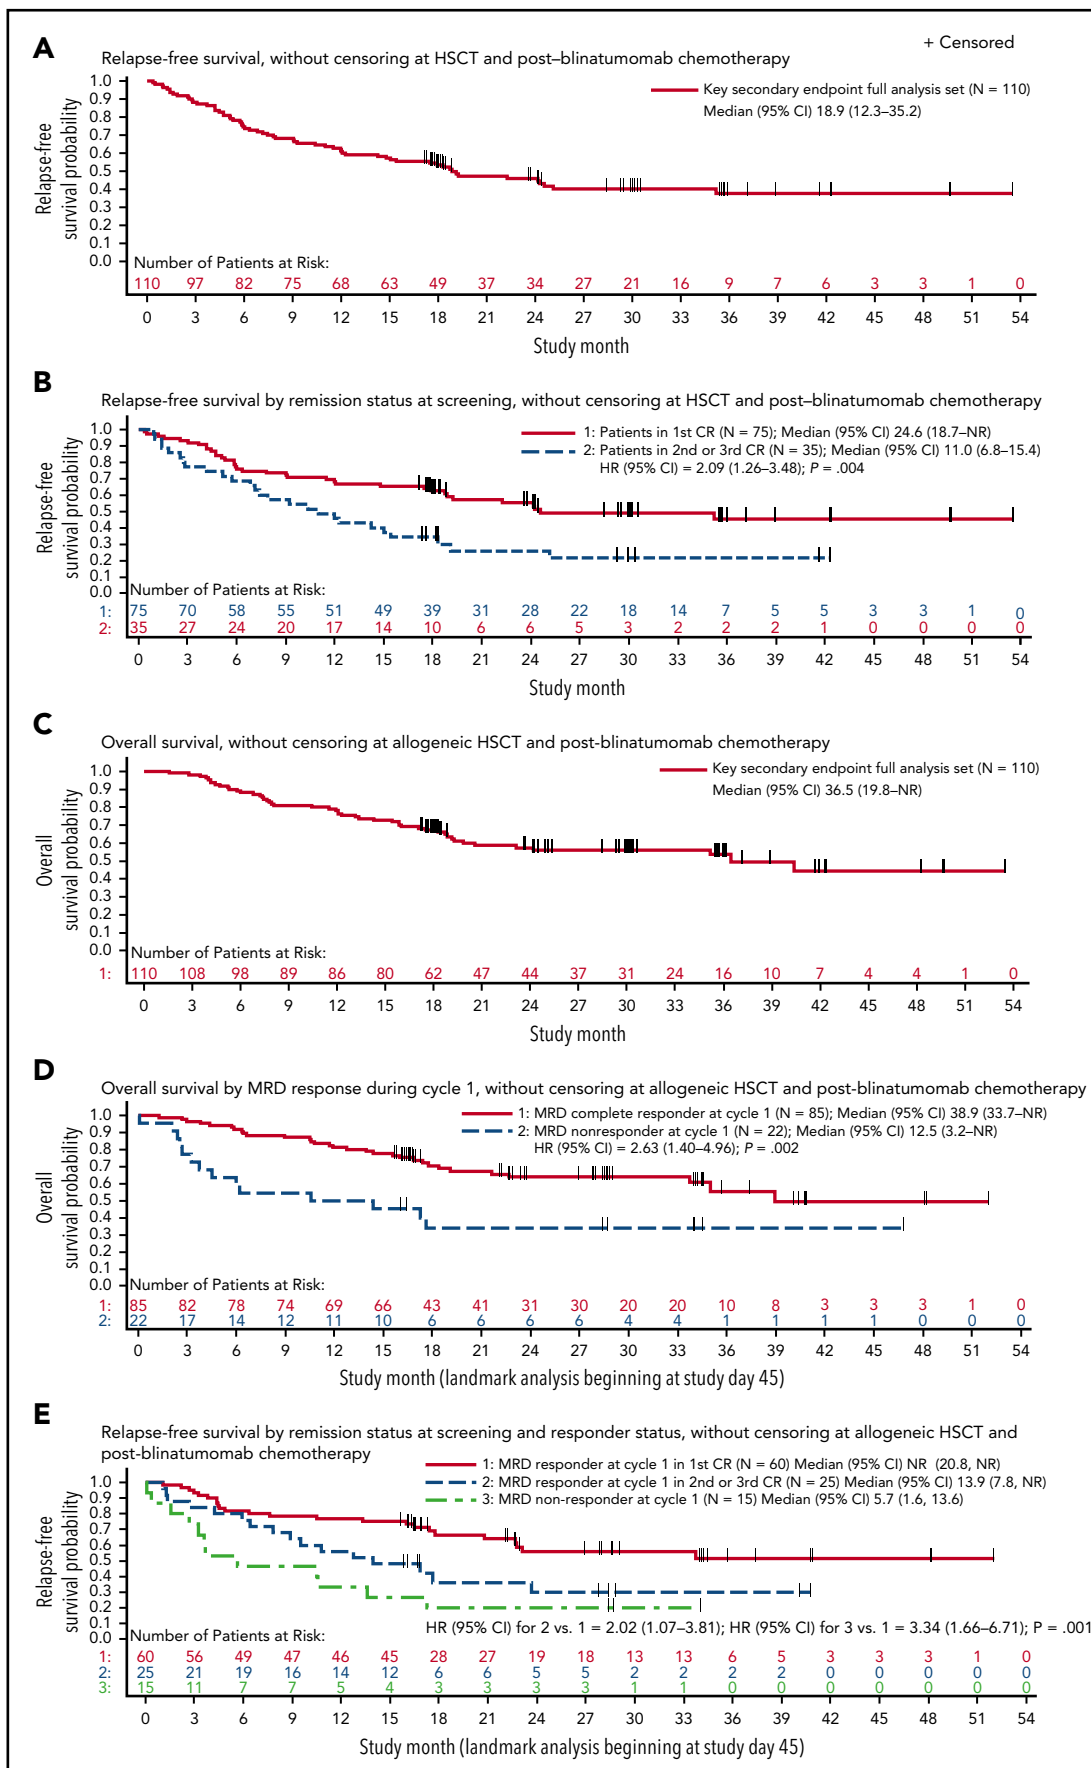 A
+ Censored
Relapse-free survival, without censoring at HSCT and post–blinatumomab chemotherapy
Key secondary endpoint full analysis set (N = 110)
Median (95% CI) 18.9 (12.3–35.2)
Relapse-free
survival probability
1.0
0.9
0.8
0.7
0.6
0.5
0.4
0.3
0.2
0.1
0.0
Number of Patients at Risk:
110 97 82 75 68 63 49 37 34 27 21 16 9 7 6 3 3 1 0
0 3 6 9 12 15 18 21 24 27 30 33 36 39 42 45 48 51 54
Study month
B
Relapse-free survival by remission status at screening, without censoring at HSCT and post–blinatumomab chemotherapy
1: Patients in 1st CR (N = 75); Median (95% CI) 24.6 (18.7–NR)
2: Patients in 2nd or 3rd CR (N = 35); Median (95% CI) 11.0 (6.8–15.4)
HR (95% CI) = 2.09 (1.26–3.48); P = .004
Relapse-free
survival probability
1.0
0.9
0.8
0.7
0.6
0.5
0.4
0.3
0.2
0.1
0.0
Number of Patients at Risk:
1: 75 70 58 55 51 49 39 31 28 22 18 14 7 5 5 3 3 1 0
2: 35 27 24 20 17 14 10 6 6 5 3 2 2 2 1 0 0 0 0
0 3 6 9 12 15 18 21 24 27 30 33 36 39 42 45 48 51 54
Study month
C
Overall survival, without censoring at allogeneic HSCT and post-blinatumomab chemotherapy
Key secondary endpoint full analysis set (N = 110)
Median (95% CI) 36.5 (19.8–NR)
Overall
survival probability
1.0
0.9
0.8
0.7
0.6
0.5
0.4
0.3
0.2
0.1
0.0
Number of Patients at Risk:
1: 110 108 98 89 86 80 62 47 44 37 31 24 16 10 7 4 4 1 0
0 3 6 9 12 15 18 21 24 27 30 33 36 39 42 45 48 51 54
Study month
D
Overall survival by MRD response during cycle 1, without censoring at allogeneic HSCT and post-blinatumomab chemotherapy
1: MRD complete responder at cycle 1 (N = 85); Median (95% CI) 38.9 (33.7–NR)
2: MRD nonresponder at cycle 1 (N = 22); Median (95% CI) 12.5 (3.2–NR)
HR (95% CI) = 2.63 (1.40–4.96); P = .002
Overall
survival probability
1.0
0.9
0.8
0.7
0.6
0.5
0.4
0.3
0.2
0.1
0.0
Number of Patients at Risk:
1: 85 82 78 74 69 66 43 41 31 30 20 20 10 8 3 3 3 1 0
2: 22 17 14 12 11 10 6 6 6 6 4 4 1 1 1 1 0 0 0
0 3 6 9 12 15 18 21 24 27 30 33 36 39 42 45 48 51 54
Study month (landmark analysis beginning at study day 45)
E
Relapse-free survival by remission status at screening and responder status, without censoring at allogeneic HSCT and
post-blinatumomab chemotherapy
1: MRD responder at cycle 1 in 1st CR (N = 60) Median (95% CI) NR (20.8, NR)
2: MRD responder at cycle 1 in 2nd or 3rd CR (N = 25) Median (95% CI) 13.9 (7.8, NR)
3: MRD non-responder at cycle 1 (N = 15) Median (95% CI) 5.7 (1.6, 13.6)
Relapse-free
survival probability
1.0
0.9
0.8
0.7
0.6
0.5
0.4
0.3
0.2
0.1
0.0
HR (95% CI) for 2 vs. 1 = 2.02 (1.07–3.81); HR (95% CI) for 3 vs. 1 = 3.34 (1.66–6.71); P = .001
Number of Patients at Risk:
1: 60 56 49 47 46 45 28 27 19 18 13 13 6 5 3 3 3 1 0
2: 25 21 19 16 14 12 6 6 5 5 2 2 2 2 0 0 0 0 0
3: 15 11 7 7 5 4 3 3 3 3 1 1 0 0 0 0 0 0 0
0 3 6 9 12 15 18 21 24 27 30 33 36 39 42 45 48 51 54
Study month (landmark analysis beginning at study day 45)